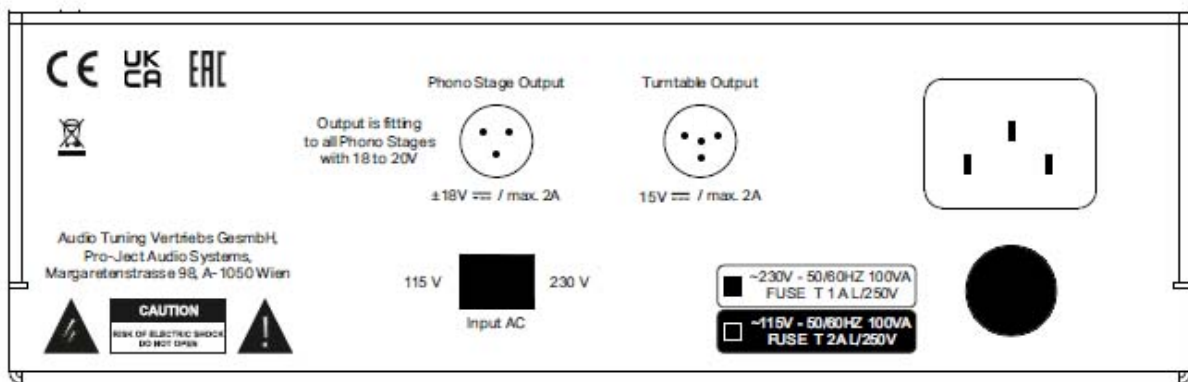 CE UK CA EAC
Phono Stage Output
Turntable Output
Output is fitting
to all Phono Stages
with 18 to 20V
±18V ⎓ / max. 2A
15V ⎓ / max. 2A
Audio Tuning Vertriebs GesmbH,
Pro-Ject Audio Systems,
Margaretenstrasse 98, A-1050 Wien
115 V
230 V
Input AC
CAUTION
RISK OF ELECTRIC SHOCK
DO NOT OPEN
~230V - 50/60HZ 100VA
FUSE T 1 A L/250V
~115V - 50/60HZ 100VA
FUSE T 2A L/250V